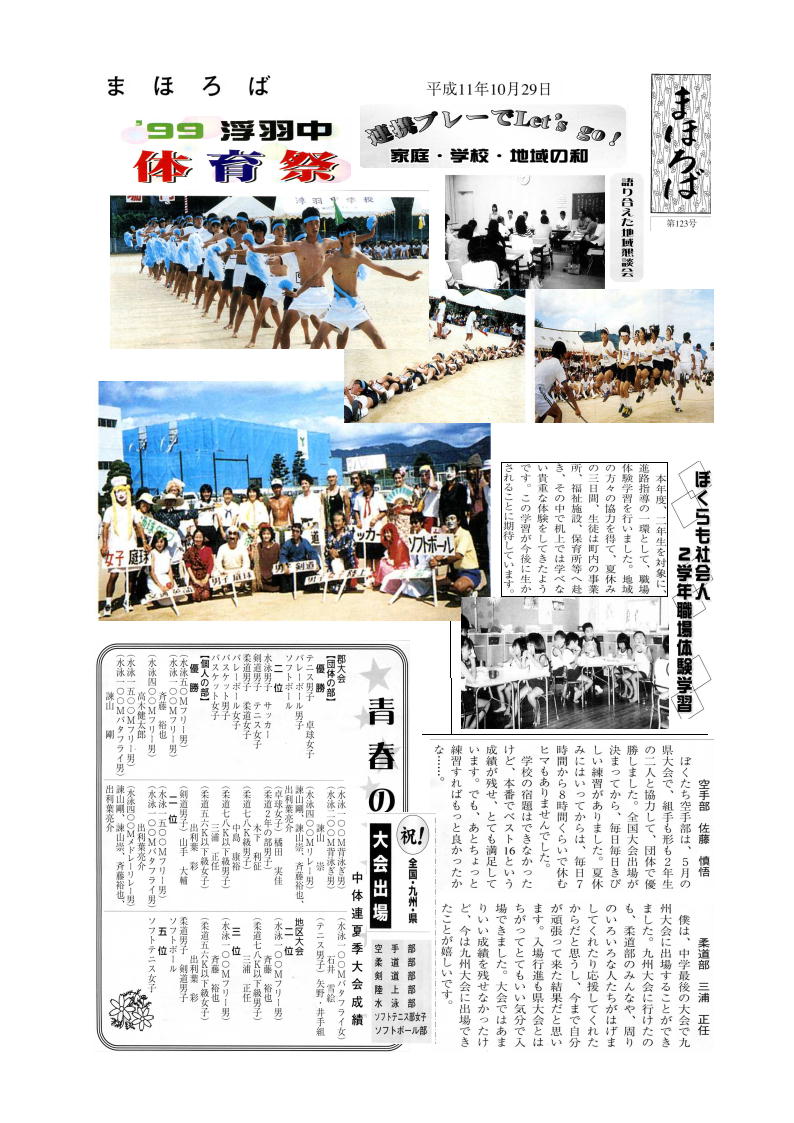 まほろば
平成11年10月29日
まほろば
第123号
'99 浮羽中
体育祭
連携プレーでLet's go!
家庭・学校・地域の和
語り合えた地域懇談会
浮羽中学校
女子庭球
男子庭球
サッカー
ソフトボール
ぼくらも社会人
2学年職場体験学習
本年度、二年生を対象に、
進路指導の一環として、職場
体験学習を行いました。地域
の方々の協力を得て、夏休み
の三日間、生徒は町内の事業
所、福祉施設、保育所等へ赴
き、その中で机上では学べな
い貴重な体験をしてきたよう
です。この学習が今後に生か
されることに期待しています。
空手部 佐藤 慎悟
ぼくたち空手部は、5月の
県大会で、組手も形も2年生
の二人と協力して、団体で優
勝しました。全国大会出場が
決まってから、毎日毎日きび
しい練習がありました。夏休
みにはいってからは、毎日7
時間から8時間くらいで休む
ヒマもありませんでした。
学校の宿題はできなかった
けど、本番でベスト16という
成績が残せ、とても満足して
います。でも、あとちょっと
練習すればもっと良かったか
な……。
柔道部 三浦 正任
僕は、中学最後の大会で九
州大会に出場することができ
ました。九州大会に行けたの
も、柔道部のみんなや、周り
のいろいろな人たちがはげま
してくれたり応援してくれた
からだと思うし、今まで自分
が頑張って来た結果だと思い
ます。入場行進も県大会とは
ちがってとてもいい気分で入
場できました。大会ではあま
りいい成績を残せなかったけ
ど、今は九州大会に出場でき
たことが嬉しいです。
青春の
大会出場
祝!
全国・九州・県
空手部
柔道部
剣道部
陸上部
水泳部
ソフトテニス部女子
ソフトボール部
中体連夏季大会成績
郡大会
【団体の部】
優勝
バレーボール男子 卓球女子
ソフトボール
二位
水泳男子 サッカー
剣道男子 テニス女子
柔道男子 柔道女子
バレーボール女子
バスケット男子
バスケット女子
【個人の部】
優勝
(水泳五〇Mフリー男)
(水泳一〇〇Mフリー男)
斉藤 裕也
(水泳四〇〇Mフリー男)
高木健太郎
(水泳一五〇〇Mフリー男)
(水泳一〇〇Mバタフライ男)
諌山 剛
(水泳一〇〇M背泳ぎ男)
(水泳二〇〇M背泳ぎ男)
諌山 崇
(水泳四〇〇Mリレー男)
諌山剛、諌山崇、斉藤裕也、
出利葉亮介
(卓球女子) 橘田 実佳
(柔道2年の部男子)
木下 利征
(柔道七八K級男子)
中島 康裕
(柔道七八K以下級男子)
三浦 正任
(柔道五六K以下級女子)
出利葉 彩
(剣道男子) 山手 大輔
二位
(水泳一五〇〇Mフリー男)
(水泳一〇〇Mバタフライ男)
出利葉亮介
(水泳四〇〇Mメドレーリレー男)
諌山剛、諌山崇、斉藤裕也、
出利葉亮介
(水泳一〇〇Mバタフライ女)
石井 雪絵
(テニス男子) 矢野・井手組
地区大会
二位
(水泳一〇〇Mフリー男)
斉藤 裕也
(柔道七八K以下級男子)
三浦 正任
三位
(水泳一〇〇Mフリー男)
斉藤 裕也
(柔道五六K以下級女子)
出利葉 彩
柔道男子 剣道男子
ソフトボール
五位
ソフトテニス女子